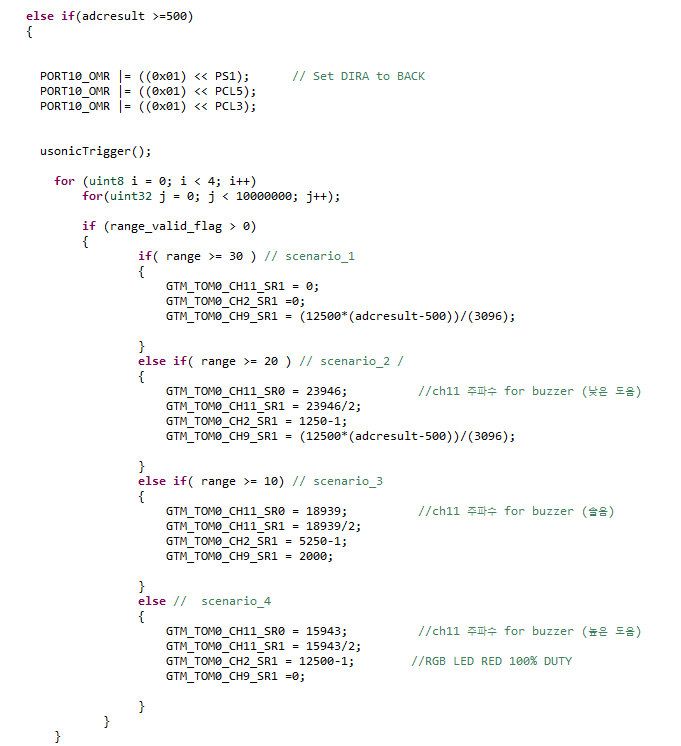 else if(adcresult >=500)
{
PORT10_OMR |= ((0x01) << PS1);      // Set DIRA to BACK
PORT10_OMR |= ((0x01) << PCL5);
PORT10_OMR |= ((0x01) << PCL3);
usonicTrigger();
for (uint8 i = 0; i < 4; i++)
for(uint32 j = 0; j < 10000000; j++);
if (range_valid_flag > 0)
{
if( range >= 30 ) // scenario_1
{
GTM_TOM0_CH11_SR1 = 0;
GTM_TOM0_CH2_SR1 =0;
GTM_TOM0_CH9_SR1 = (12500*(adcresult-500))/(3096);
}
else if( range >= 20 ) // scenario_2 /
{
GTM_TOM0_CH11_SR0 = 23946;          //ch11 주파수 for buzzer (낮은 도음)
GTM_TOM0_CH11_SR1 = 23946/2;
GTM_TOM0_CH2_SR1 = 1250-1;
GTM_TOM0_CH9_SR1 = (12500*(adcresult-500))/(3096);
}
else if( range >= 10) // scenario_3
{
GTM_TOM0_CH11_SR0 = 18939;          //ch11 주파수 for buzzer (솔음)
GTM_TOM0_CH11_SR1 = 18939/2;
GTM_TOM0_CH2_SR1 = 5250-1;
GTM_TOM0_CH9_SR1 = 2000;
}
else //  scenario_4
{
GTM_TOM0_CH11_SR0 = 15943;          //ch11 주파수 for buzzer (높은 도음)
GTM_TOM0_CH11_SR1 = 15943/2;
GTM_TOM0_CH2_SR1 = 12500-1;        //RGB LED RED 100% DUTY
GTM_TOM0_CH9_SR1 =0;
}
}
}